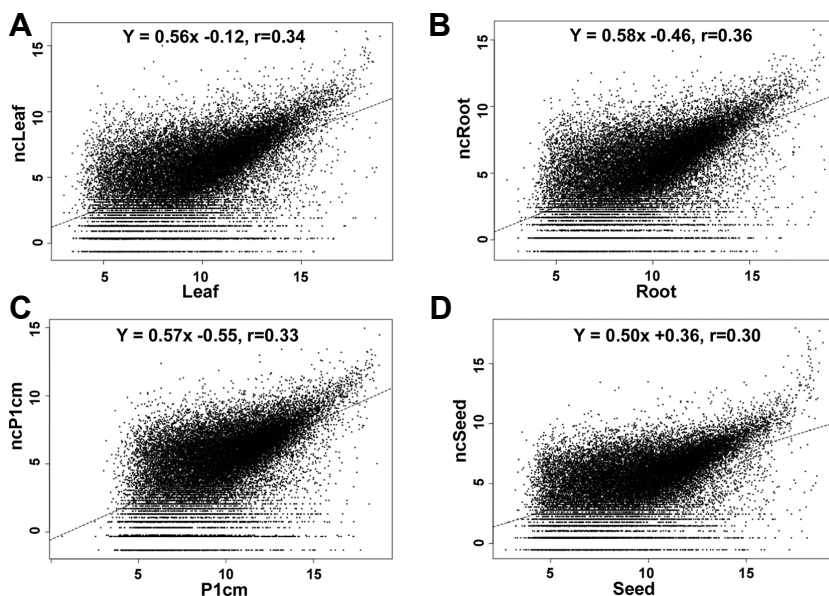 A
Y = 0.56x -0.12, r=0.34
ncLeaf
15
10
5
0
5
10
15
Leaf
B
Y = 0.58x -0.46, r=0.36
ncRoot
15
10
5
0
5
10
15
Root
C
Y = 0.57x -0.55, r=0.33
ncP1cm
15
10
5
0
5
10
15
P1cm
D
Y = 0.50x +0.36, r=0.30
ncSeed
15
10
5
0
5
10
15
Seed